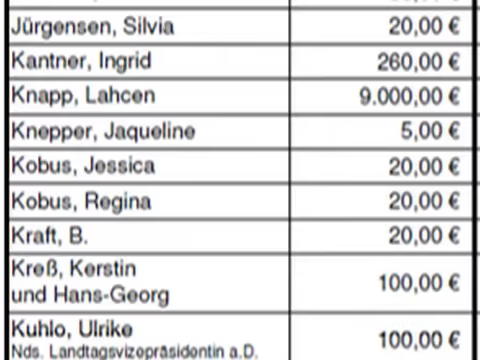 Jürgensen, Silvia 20,00 €
Kantner, Ingrid 260,00 €
Knapp, Lahcen 9.000,00 €
Knepper, Jaqueline 5,00 €
Kobus, Jessica 20,00 €
Kobus, Regina 20,00 €
Kraft, B. 20,00 €
Kreß, Kerstin
und Hans-Georg 100,00 €
Kuhlo, Ulrike 100,00 €
Nds. Landtagsvizepräsidentin a.D.